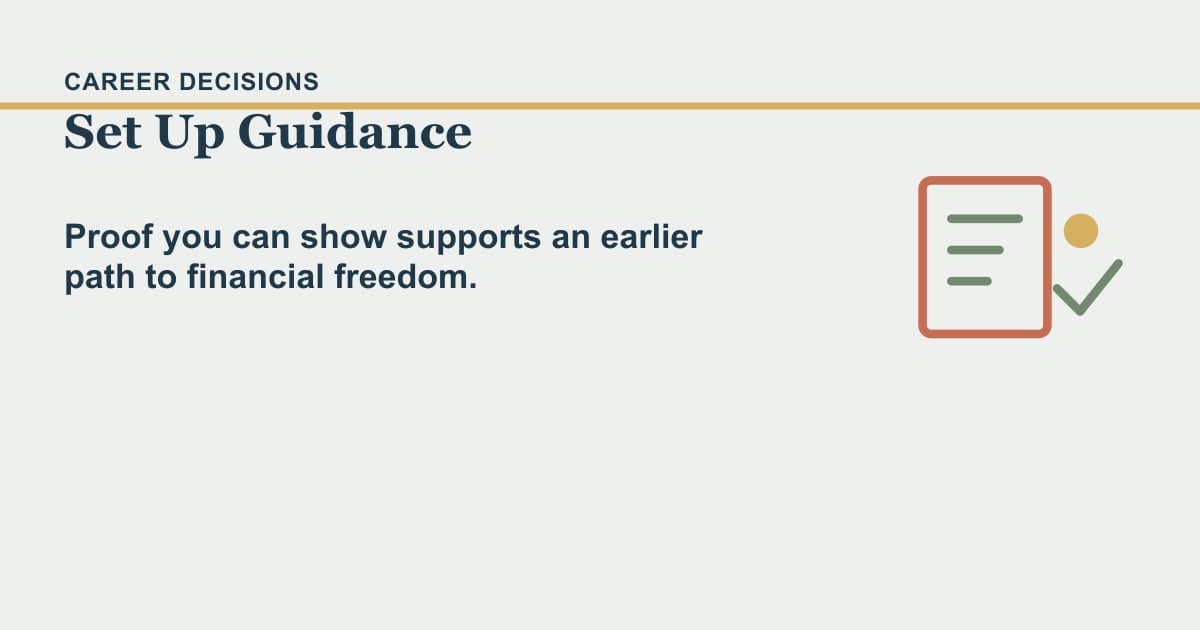 CAREER DECISIONS
Set Up Guidance
Proof you can show supports an earlier
path to financial freedom.